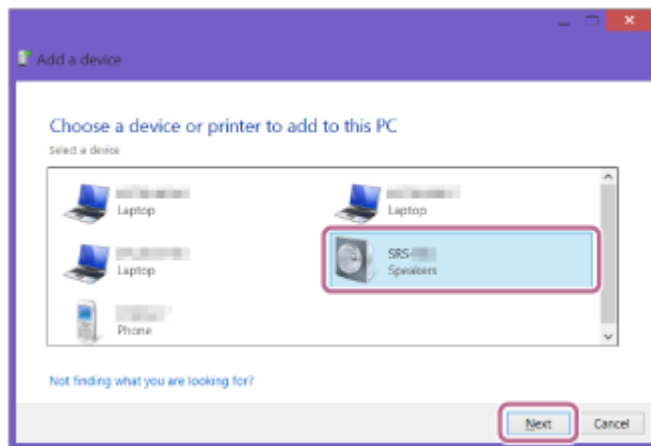 Add a device
Choose a device or printer to add to this PC
Select a device
Laptop
Laptop
Laptop
SRS-
Speakers
Phone
Not finding what you are looking for?
Next
Cancel